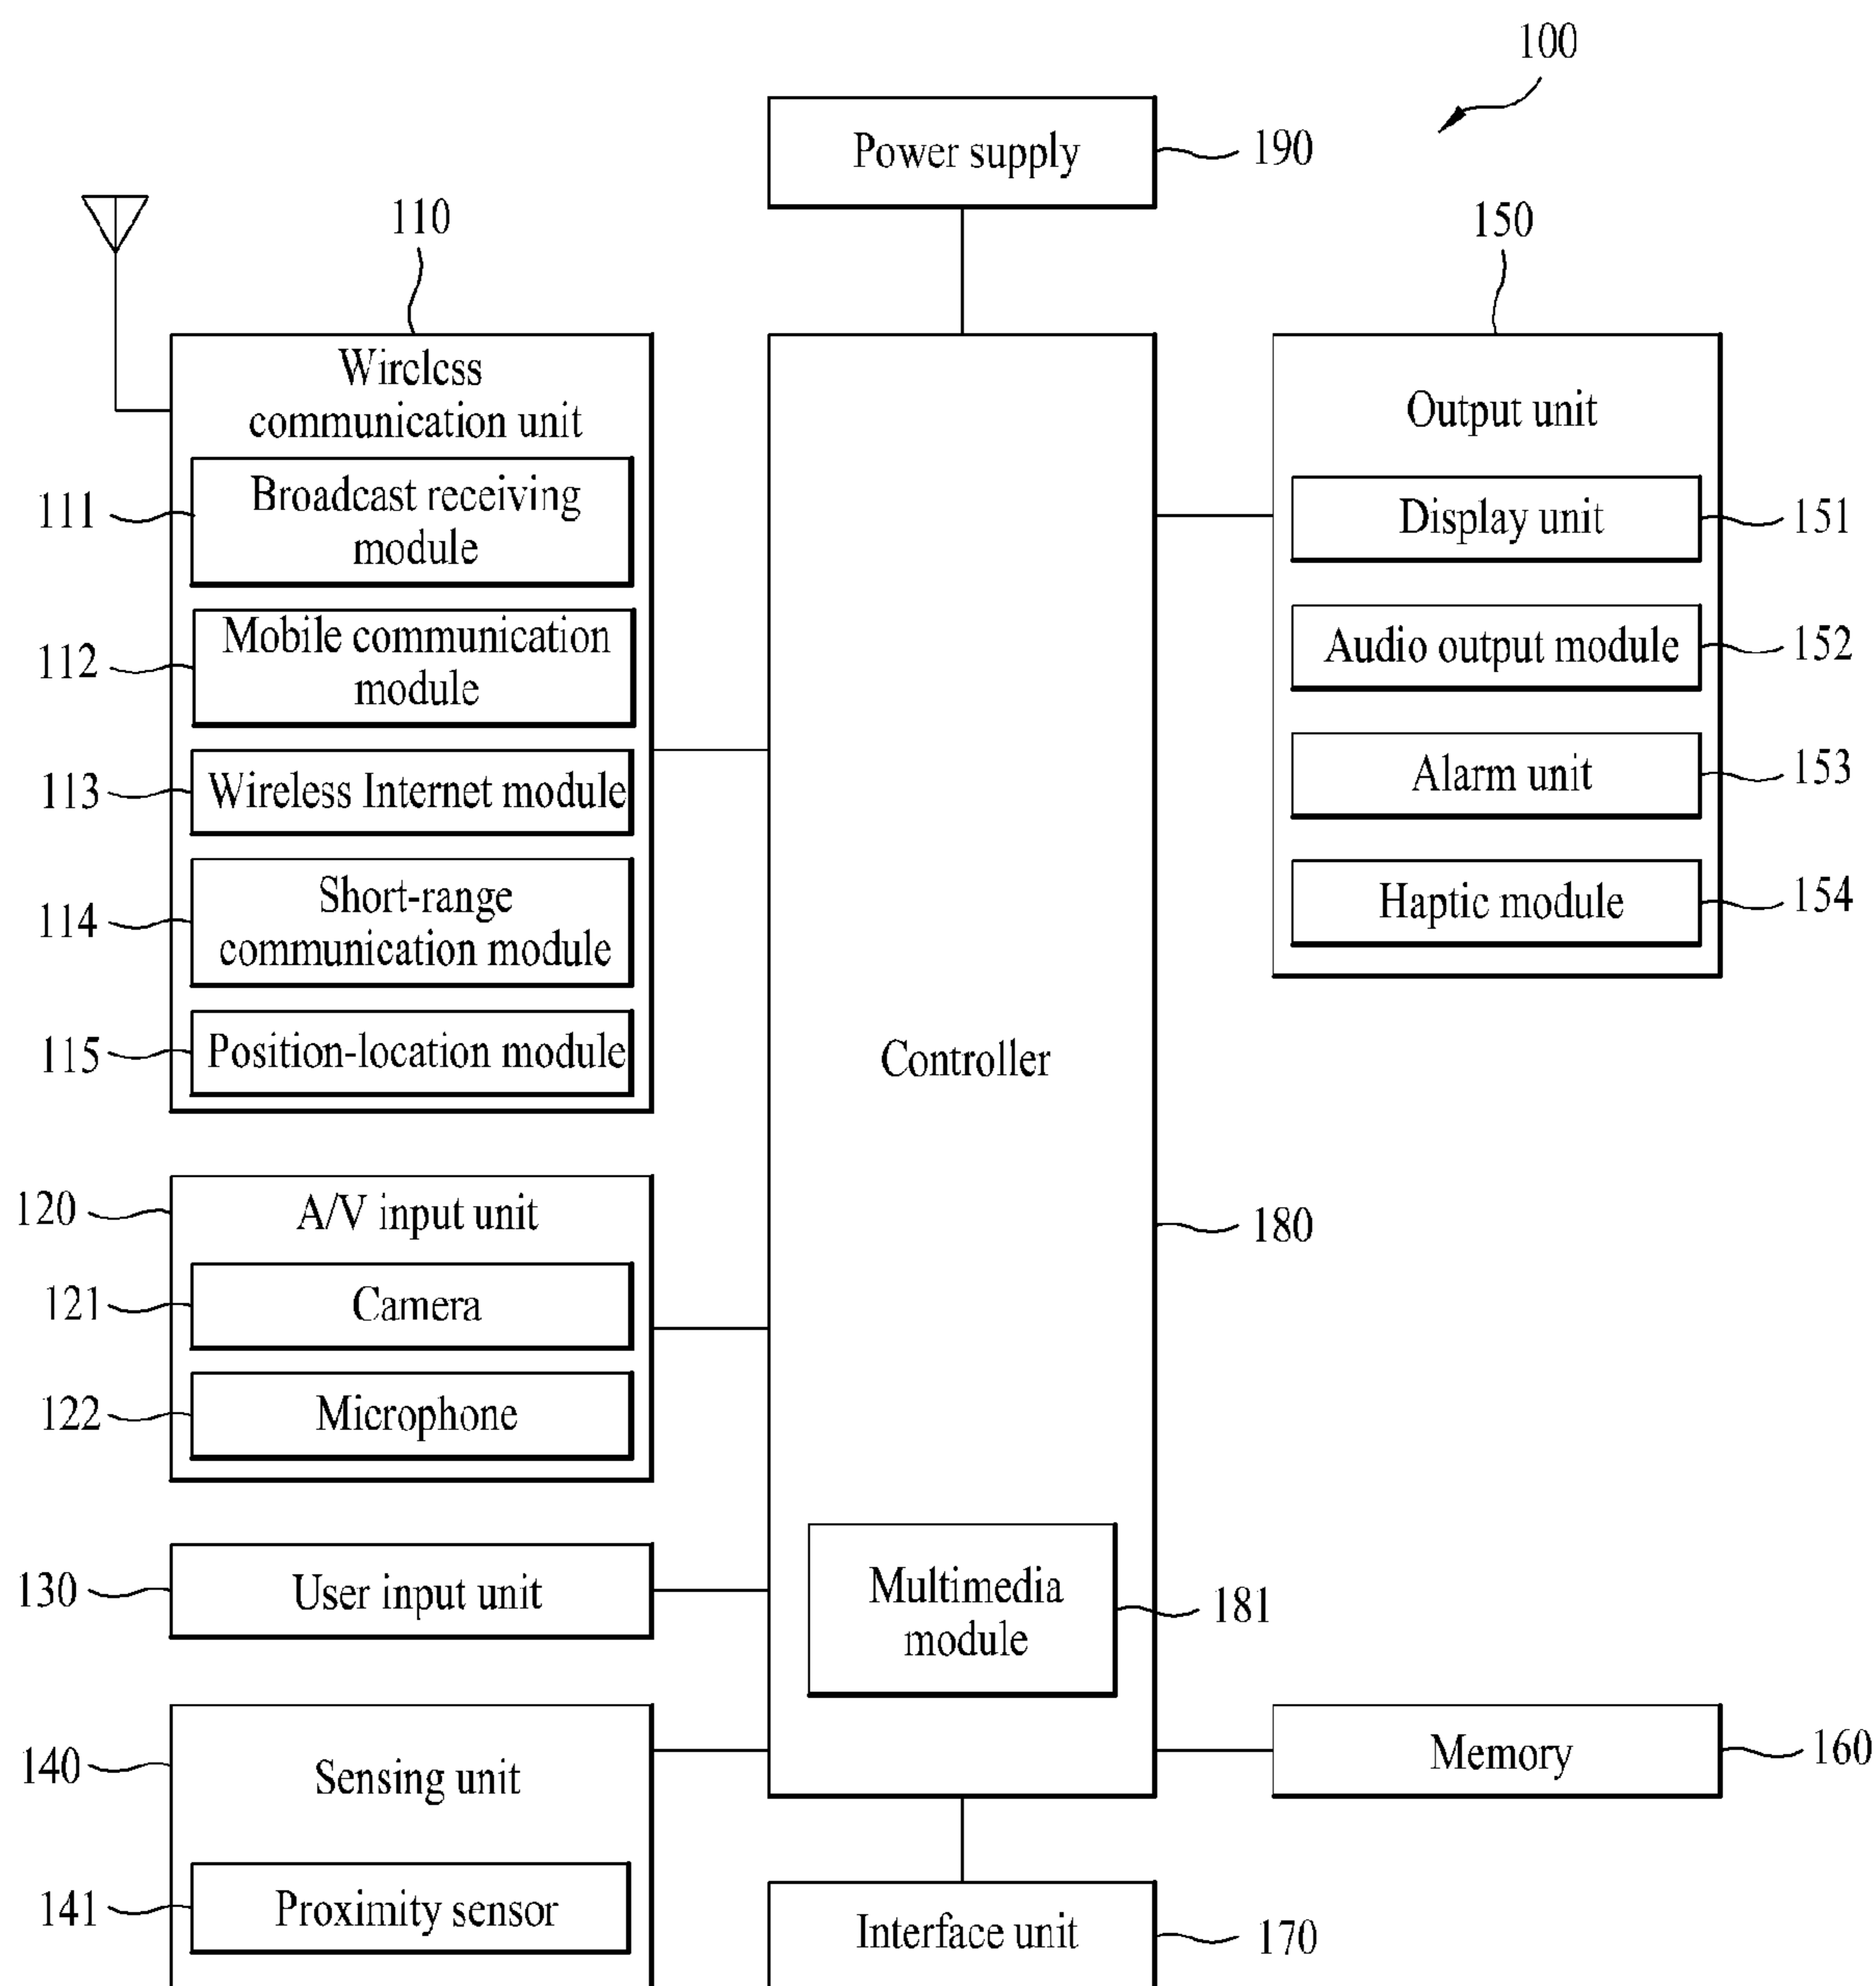 100
Power supply
190
110
150
Wireless
communication unit
111
Broadcast receiving
module
112
Mobile communication
module
113
Wireless Internet module
114
Short-range
communication module
115
Position-location module
Output unit
Display unit
151
Audio output module
152
Alarm unit
153
Haptic module
154
Controller
180
120
A/V input unit
121
Camera
122
Microphone
130
User input unit
Multimedia
module
181
140
Sensing unit
141
Proximity sensor
Memory
160
Interface unit
170